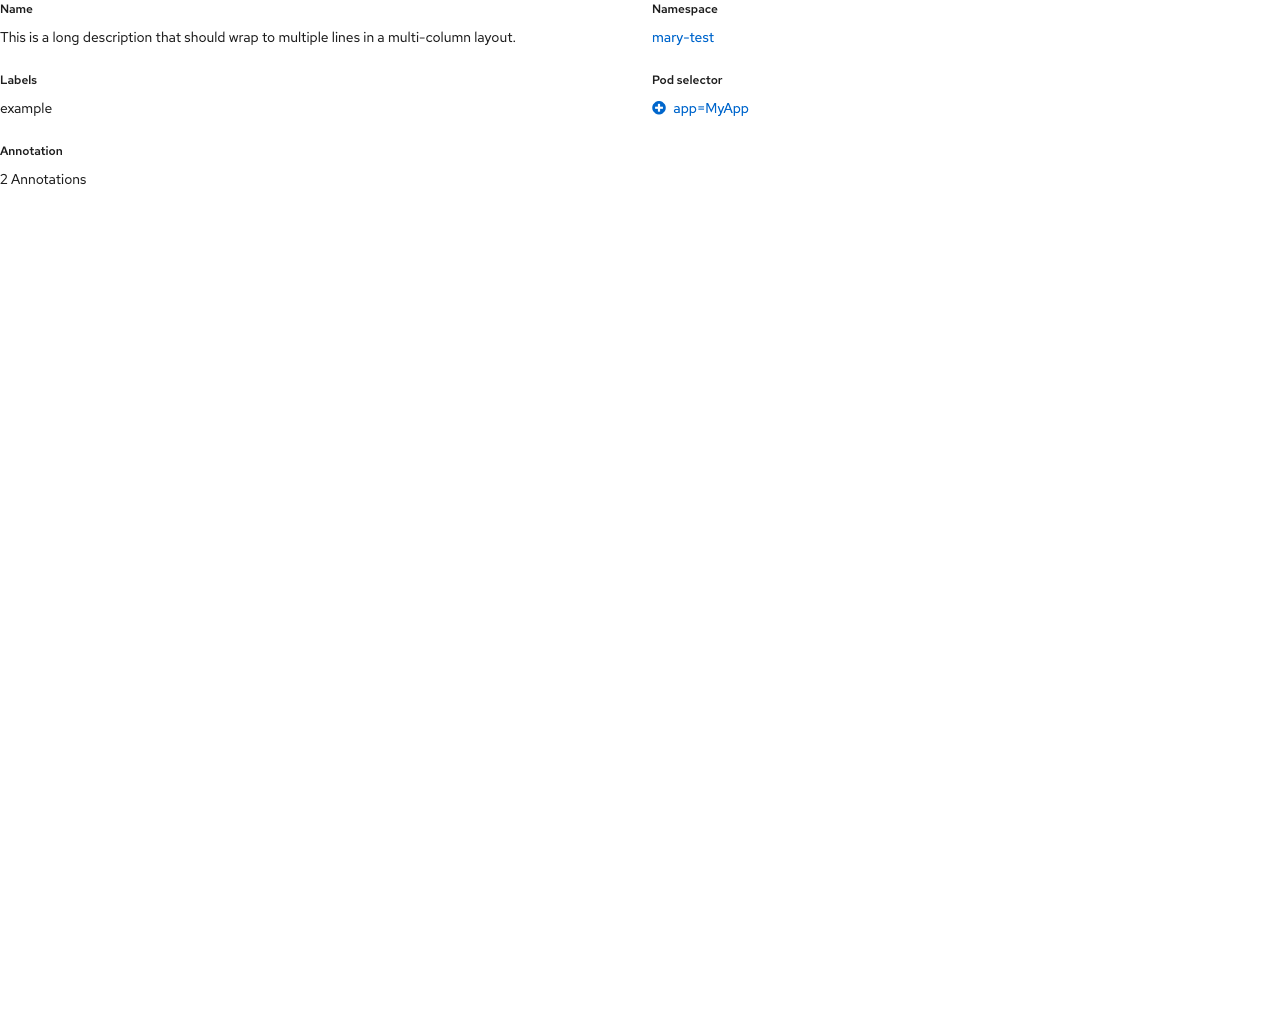 Name
This is a long description that should wrap to multiple lines in a multi-column layout.
Namespace
mary-test
Labels
example
Pod selector
app=MyApp
Annotation
2 Annotations